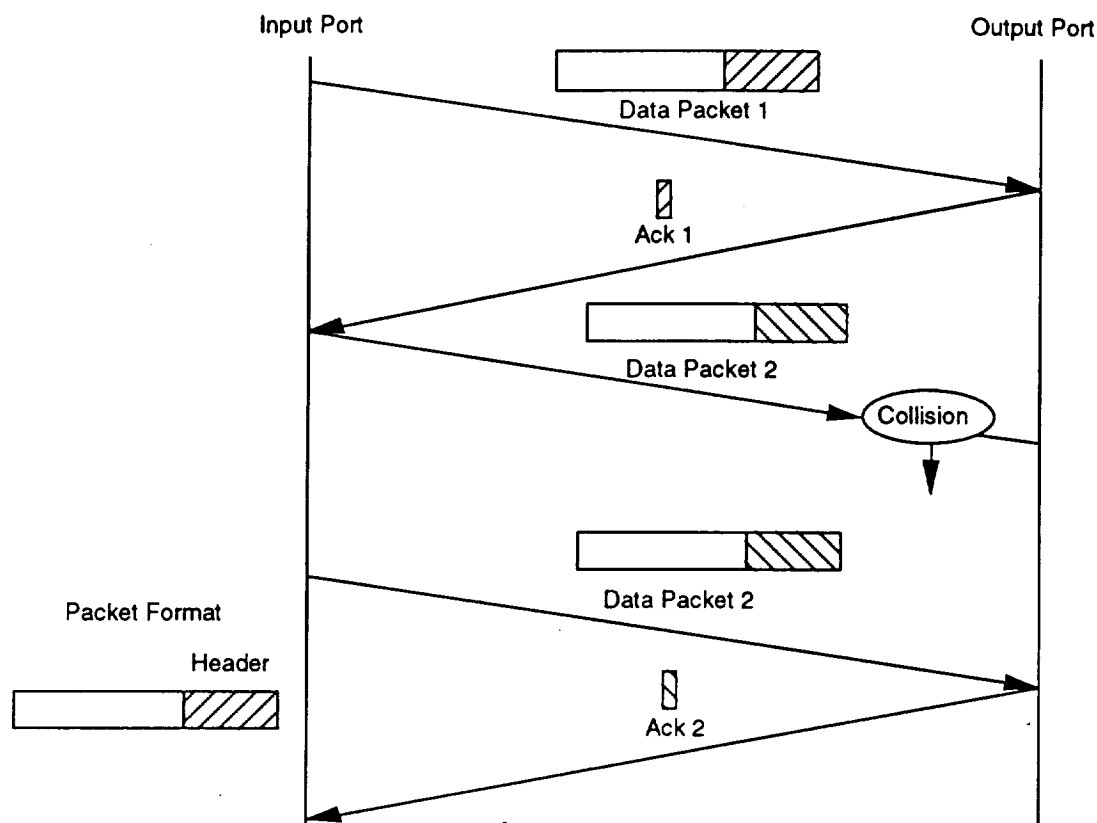 Input Port
Output Port
Data Packet 1
Ack 1
Data Packet 2
Collision
Data Packet 2
Packet Format
Header
Ack 2